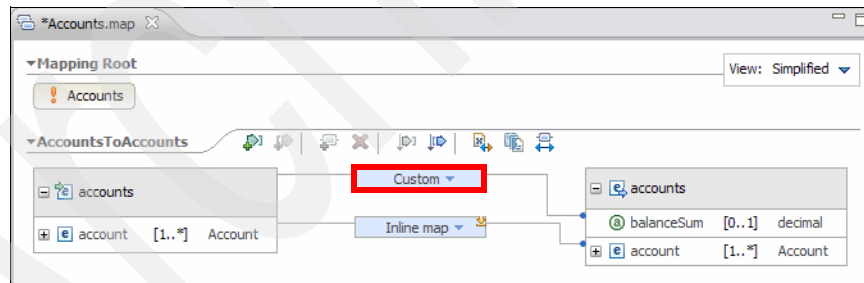 *Accounts.map
Mapping Root
View: Simplified
Accounts
AccountsToAccounts
accounts
account [1..*] Account
Custom
Inline map
accounts
balanceSum [0..1] decimal
account [1..*] Account